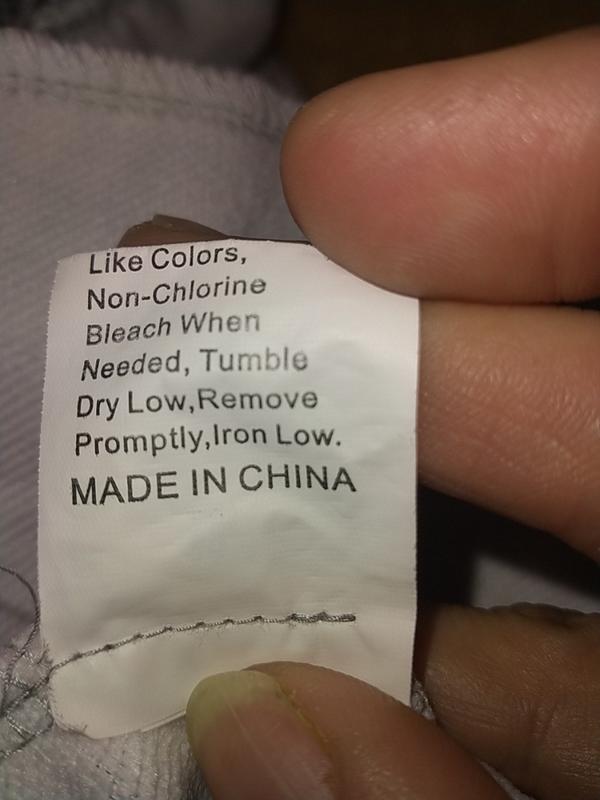 Like Colors,
Non-Chlorine
Bleach When
Needed, Tumble
Dry Low,Remove
Promptly,Iron Low.
MADE IN CHINA